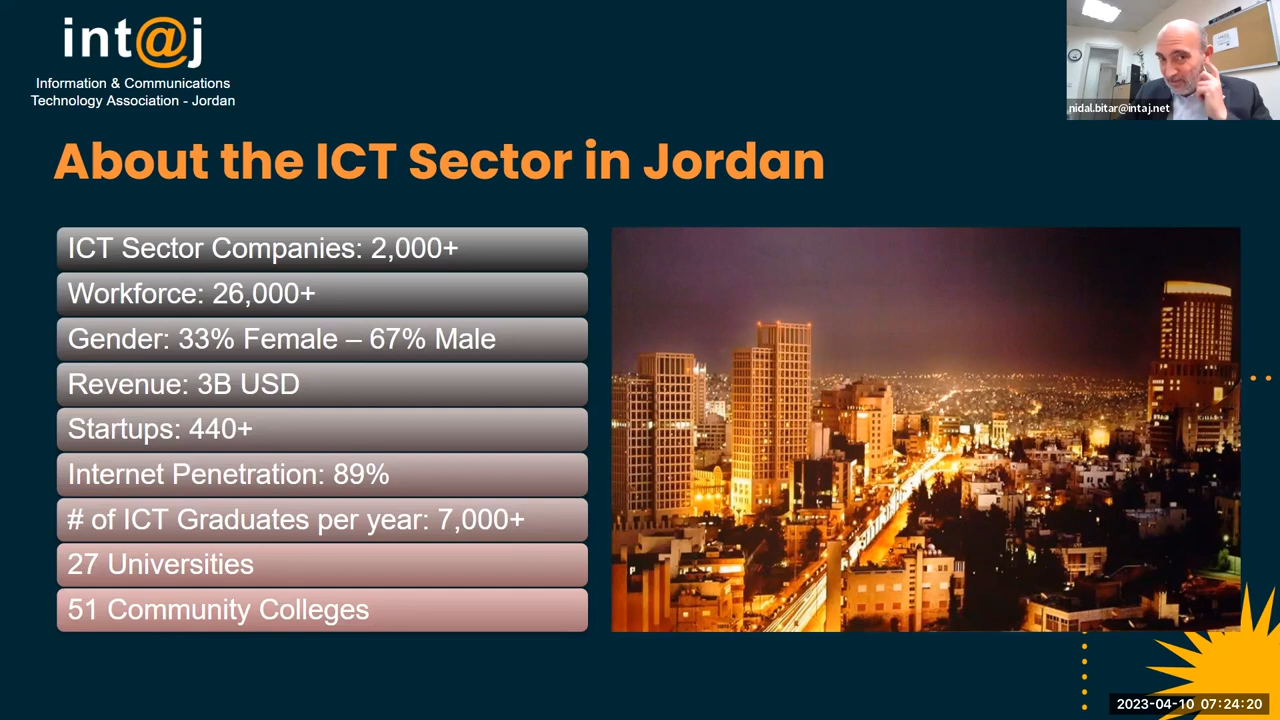 int@j
Information & Communications
Technology Association - Jordan
nidal.bitar@intaj.net
About the ICT Sector in Jordan
ICT Sector Companies: 2,000+
Workforce: 26,000+
Gender: 33% Female – 67% Male
Revenue: 3B USD
Startups: 440+
Internet Penetration: 89%
# of ICT Graduates per year: 7,000+
27 Universities
51 Community Colleges
2023-04-10 07:24:20